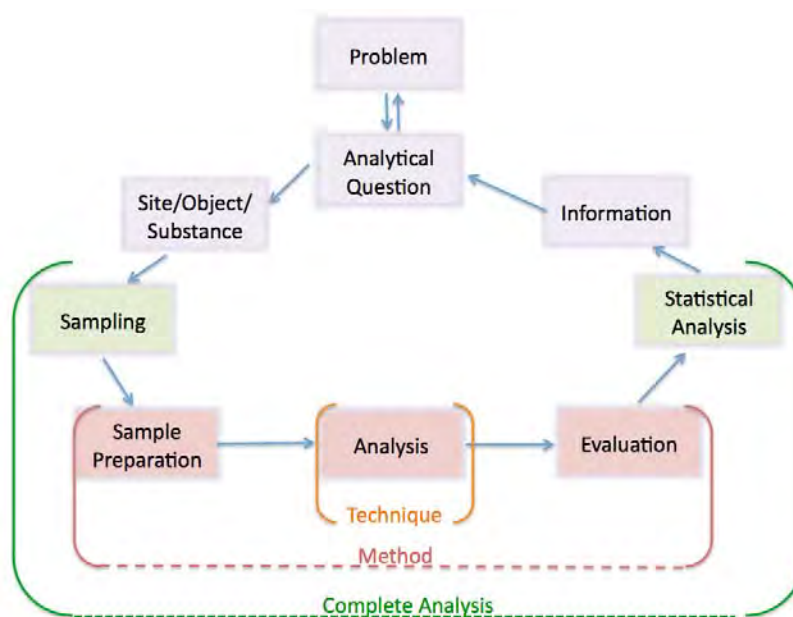 Problem
Analytical
Question
Site/Object/
Substance
Information
Sampling
Statistical
Analysis
Sample
Preparation
Analysis
Evaluation
Technique
Method
Complete Analysis